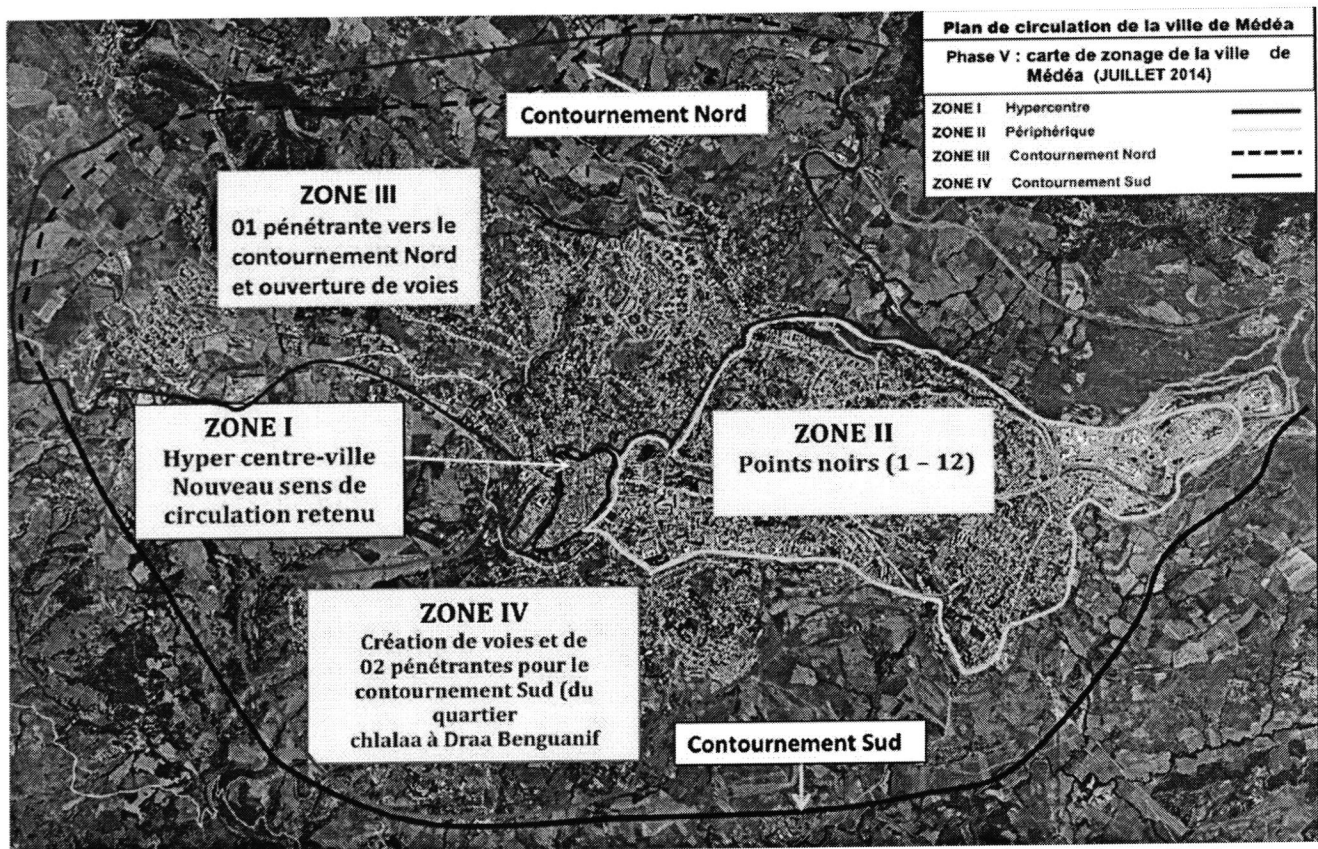 Plan de circulation de la ville de Médéa
Phase V : carte de zonage de la ville de
Médéa (JUILLET 2014)
ZONE I Hypercentre
ZONE II Périphérique
ZONE III Contournement Nord
ZONE IV Contournement Sud
Contournement Nord
ZONE III
01 pénétrante vers le
contournement Nord
et ouverture de voies
ZONE I
Hyper centre-ville
Nouveau sens de
circulation retenu
ZONE II
Points noirs (1 – 12)
ZONE IV
Création de voies et de
02 pénétrantes pour le
contournement Sud (du
quartier
chlalaa à Draa Benguanif
Contournement Sud